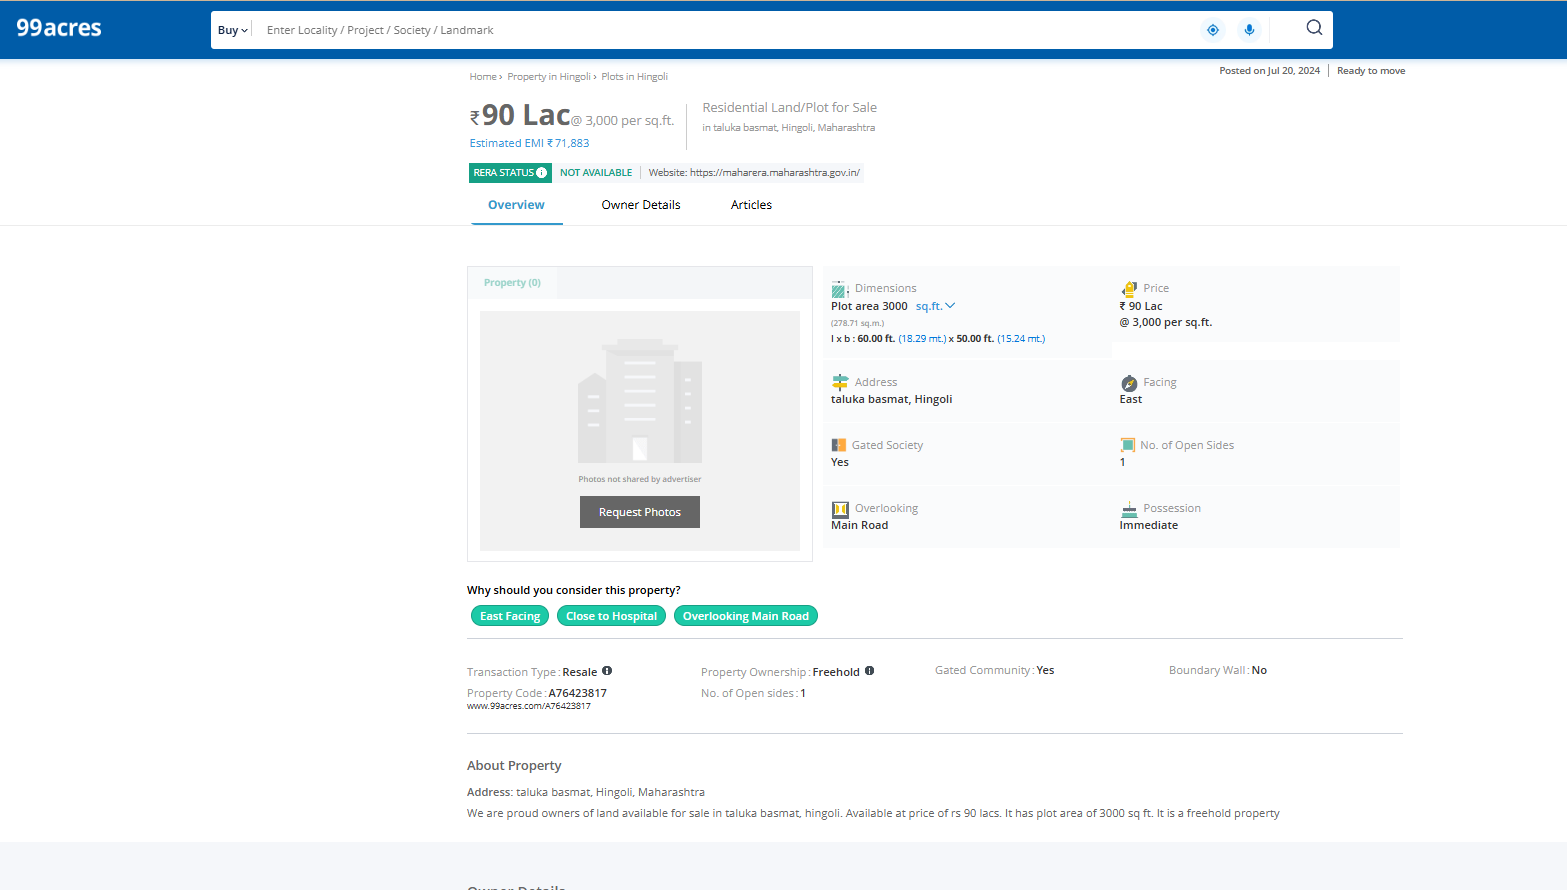 99acres
Buy
Enter Locality / Project / Society / Landmark
Home › Property in Hingoli › Plots in Hingoli
Posted on Jul 20, 2024 | Ready to move
₹90 Lac @ 3,000 per sq.ft.
Estimated EMI ₹ 71,883
Residential Land/Plot for Sale
in taluka basmat, Hingoli, Maharashtra
RERA STATUS NOT AVAILABLE Website: https://maharera.maharashtra.gov.in/
Overview Owner Details Articles
Property (0)
Photos not shared by advertiser
Request Photos
Dimensions
Plot area 3000 sq.ft.
(278.71 sq.m.)
l x b : 60.00 ft. (18.29 mt.) x 50.00 ft. (15.24 mt.)
Price
₹ 90 Lac
@ 3,000 per sq.ft.
Address
taluka basmat, Hingoli
Facing
East
Gated Society
Yes
No. of Open Sides
1
Overlooking
Main Road
Possession
Immediate
Why should you consider this property?
East Facing Close to Hospital Overlooking Main Road
Transaction Type : Resale Property Ownership : Freehold Gated Community : Yes Boundary Wall : No
Property Code : A76423817 No. of Open sides : 1
www.99acres.com/A76423817
About Property
Address: taluka basmat, Hingoli, Maharashtra
We are proud owners of land available for sale in taluka basmat, hingoli. Available at price of rs 90 lacs. It has plot area of 3000 sq ft. It is a freehold property
Owner Details